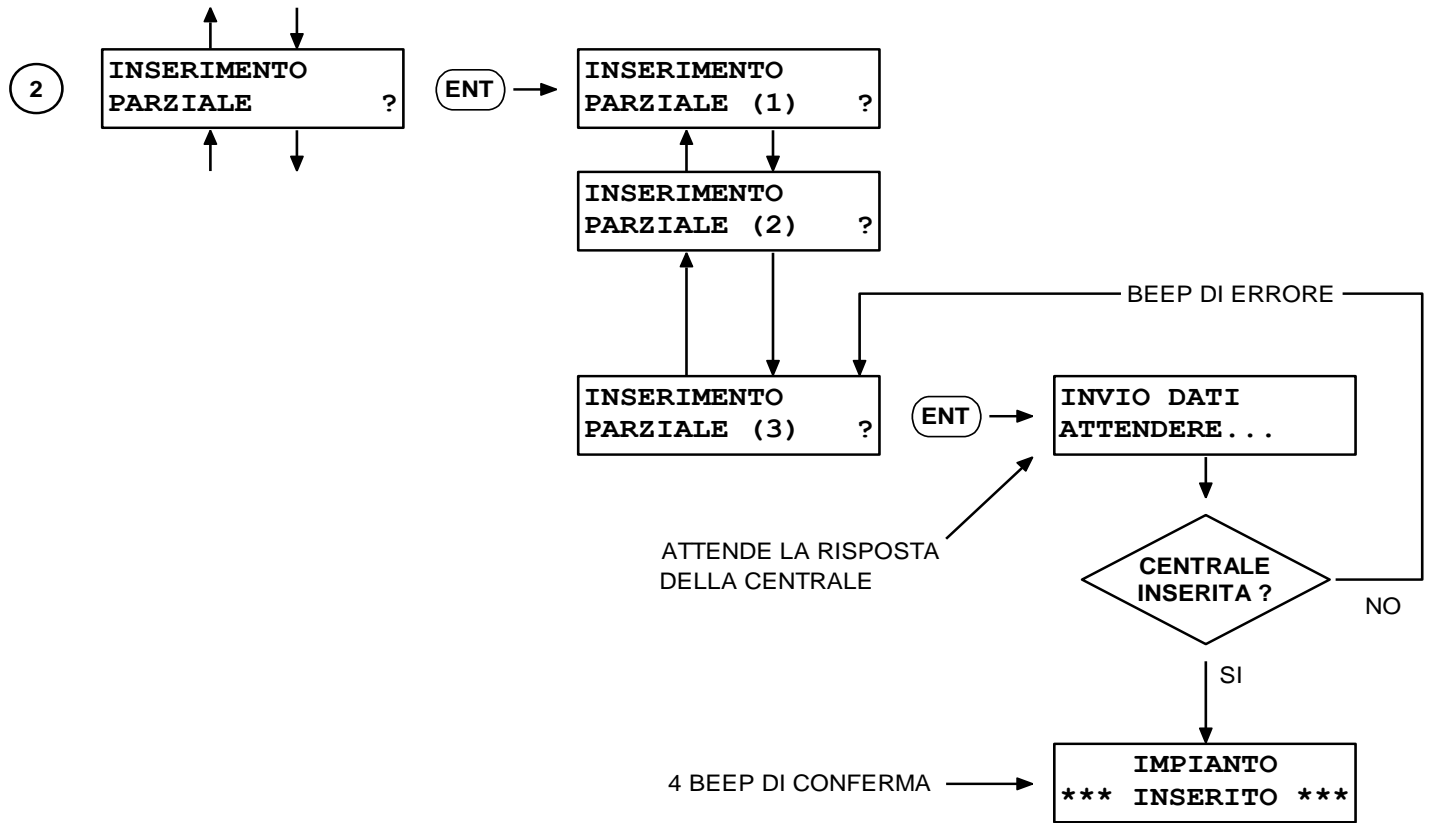 2
INSERIMENTO
PARZIALE ?
ENT
INSERIMENTO
PARZIALE (1) ?
INSERIMENTO
PARZIALE (2) ?
BEEP DI ERRORE
INSERIMENTO
PARZIALE (3) ?
ENT
INVIO DATI
ATTENDERE...
ATTENDE LA RISPOSTA
DELLA CENTRALE
CENTRALE
INSERITA ?
NO
SI
4 BEEP DI CONFERMA
IMPIANTO
*** INSERITO ***